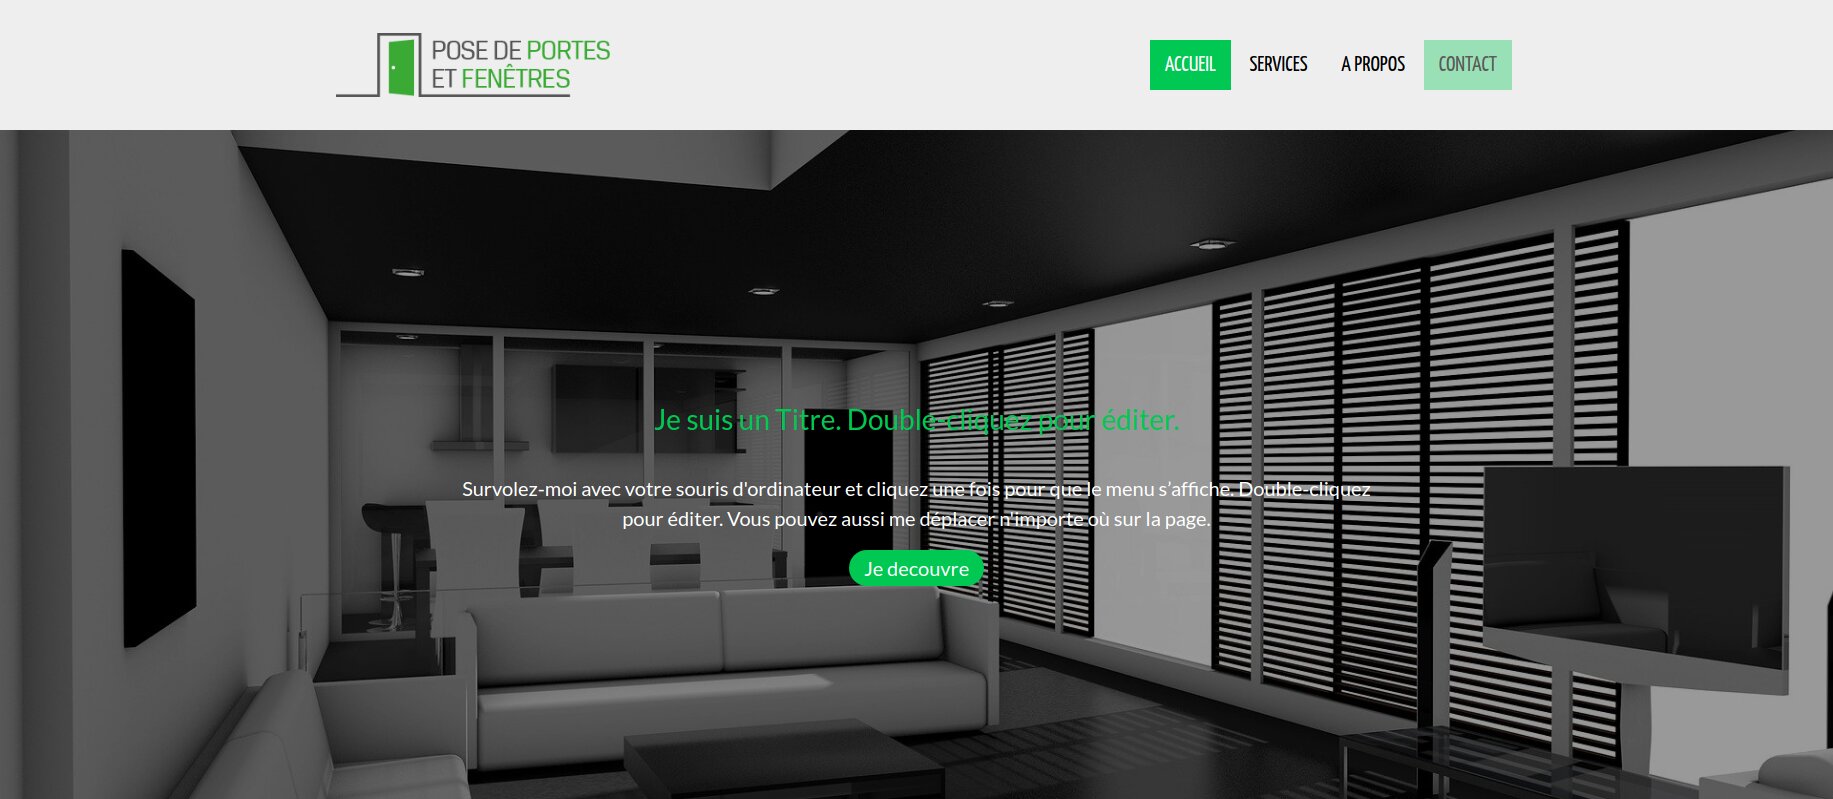 POSE DE PORTES
ET FENÊTRES
ACCUEIL SERVICES A PROPOS CONTACT
Je suis un Titre. Double-cliquez pour éditer.
Survolez-moi avec votre souris d'ordinateur et cliquez une fois pour que le menu s’affiche. Double-cliquez
pour éditer. Vous pouvez aussi me déplacer n'importe où sur la page.
Je decouvre